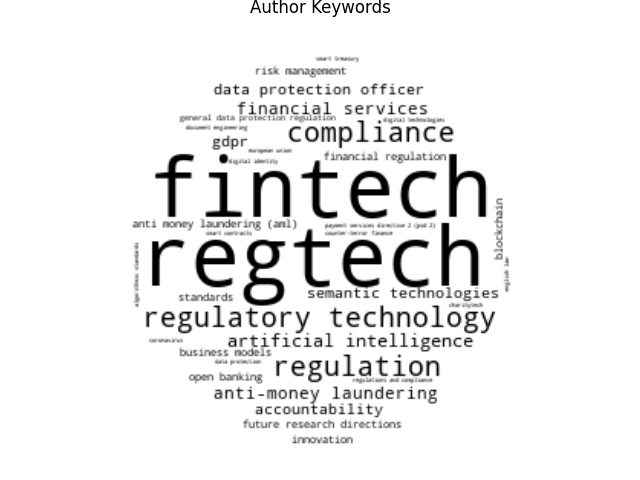 Author Keywords
smart treasury
risk management
data protection officer
financial services
general data protection regulation
digital technologies
document engineering
compliance
gdpr
european union
financial regulation
digital identity
fintech
anti money laundering (aml)
payment services directive 2 (psd 2)
smart contracts
counter-terror finance
blockchain
regtech
algorithmic standards
english law
semantic technologies
standards
charitytech
regulatory technology
coronavirus
artificial intelligence
business models
data protection
regulation
open banking
regulations and compliance
anti-money laundering
accountability
future research directions
innovation